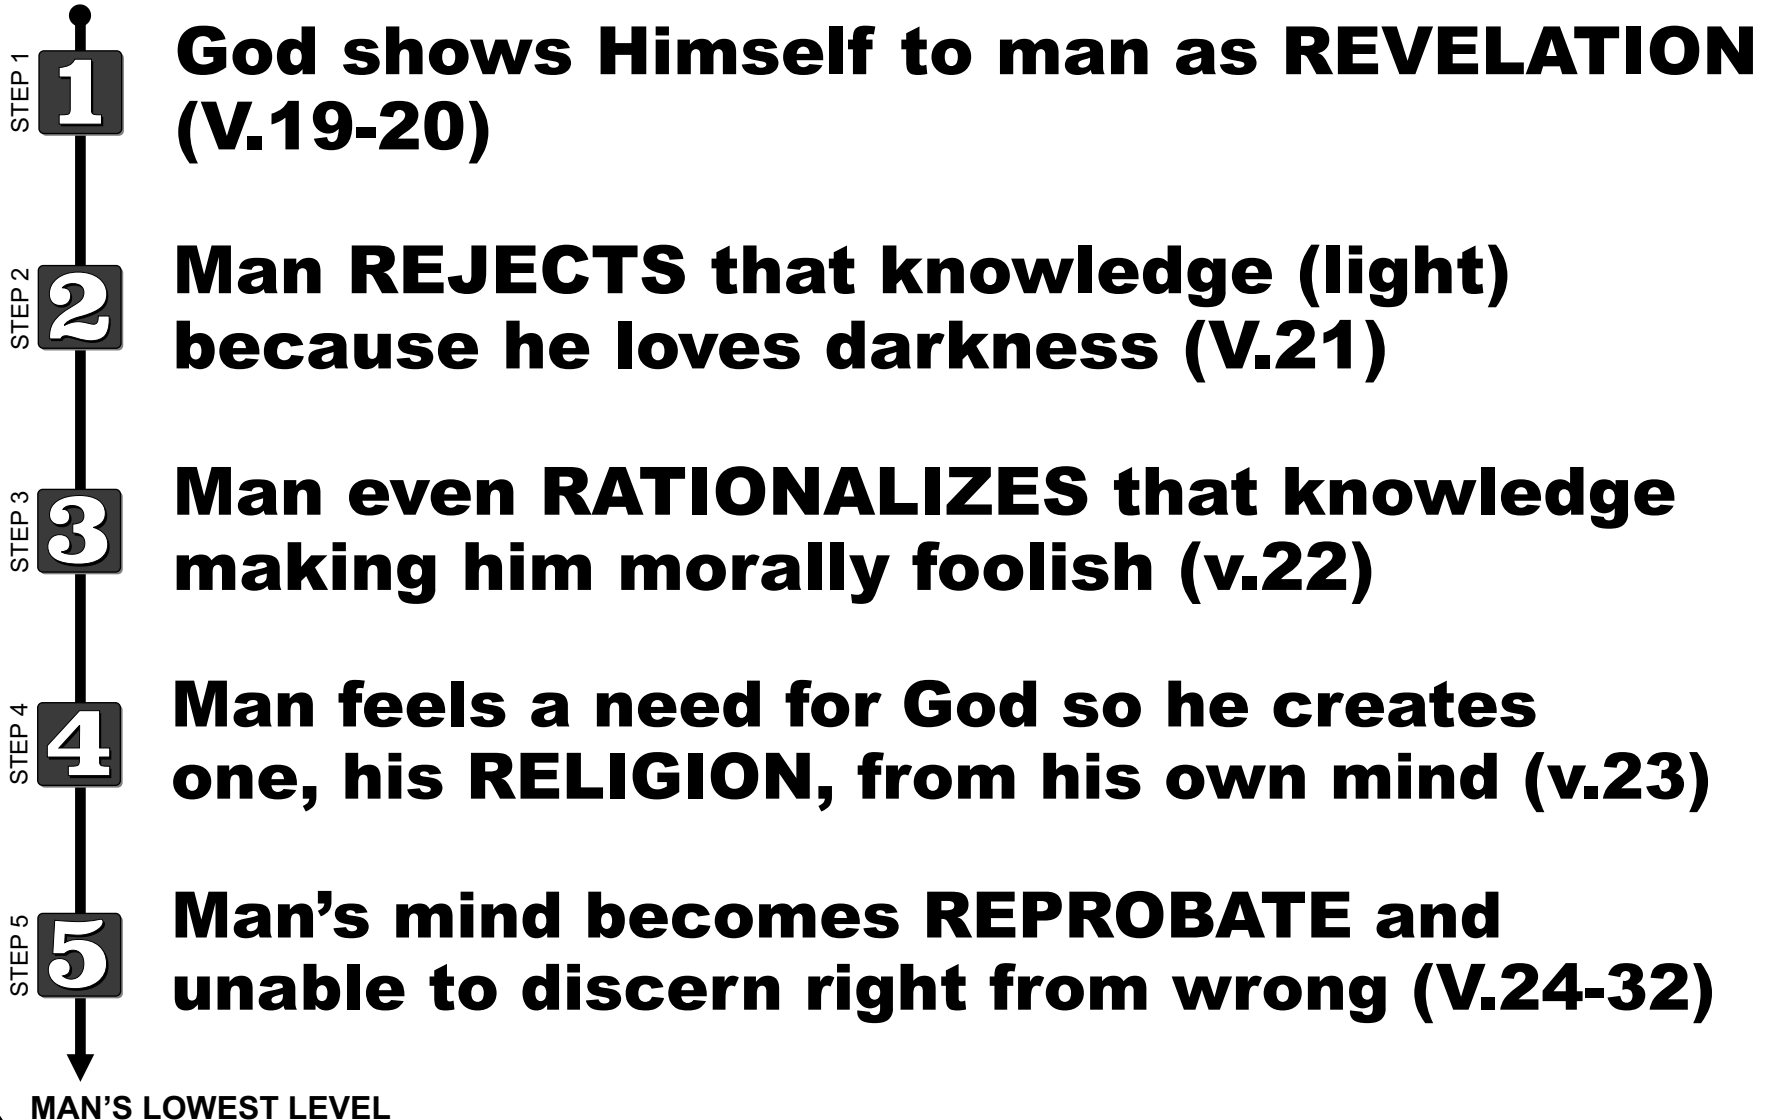 STEP 1
1
God shows Himself to man as REVELATION
(V.19-20)
STEP 2
2
Man REJECTS that knowledge (light)
because he loves darkness (V.21)
STEP 3
3
Man even RATIONALIZES that knowledge
making him morally foolish (v.22)
STEP 4
4
Man feels a need for God so he creates
one, his RELIGION, from his own mind (v.23)
STEP 5
5
Man’s mind becomes REPROBATE and
unable to discern right from wrong (V.24-32)
MAN’S LOWEST LEVEL